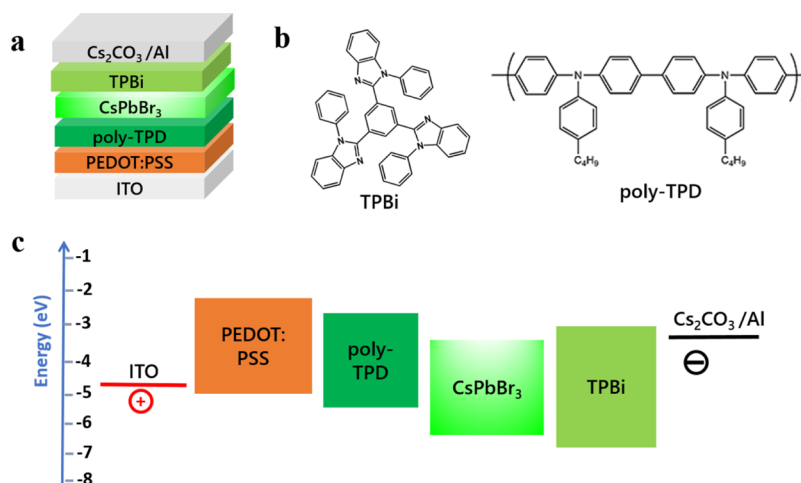 a
Cs₂CO₃/Al
TPBi
CsPbBr₃
poly-TPD
PEDOT:PSS
ITO
b
N
N
N
N
N
N
TPBi
N
N
C₄H₉
C₄H₉
poly-TPD
c
Energy (eV)
-1
-2
-3
-4
-5
-6
-7
-8
ITO
+
PEDOT:
PSS
poly-
TPD
CsPbBr₃
TPBi
Cs₂CO₃/Al
−